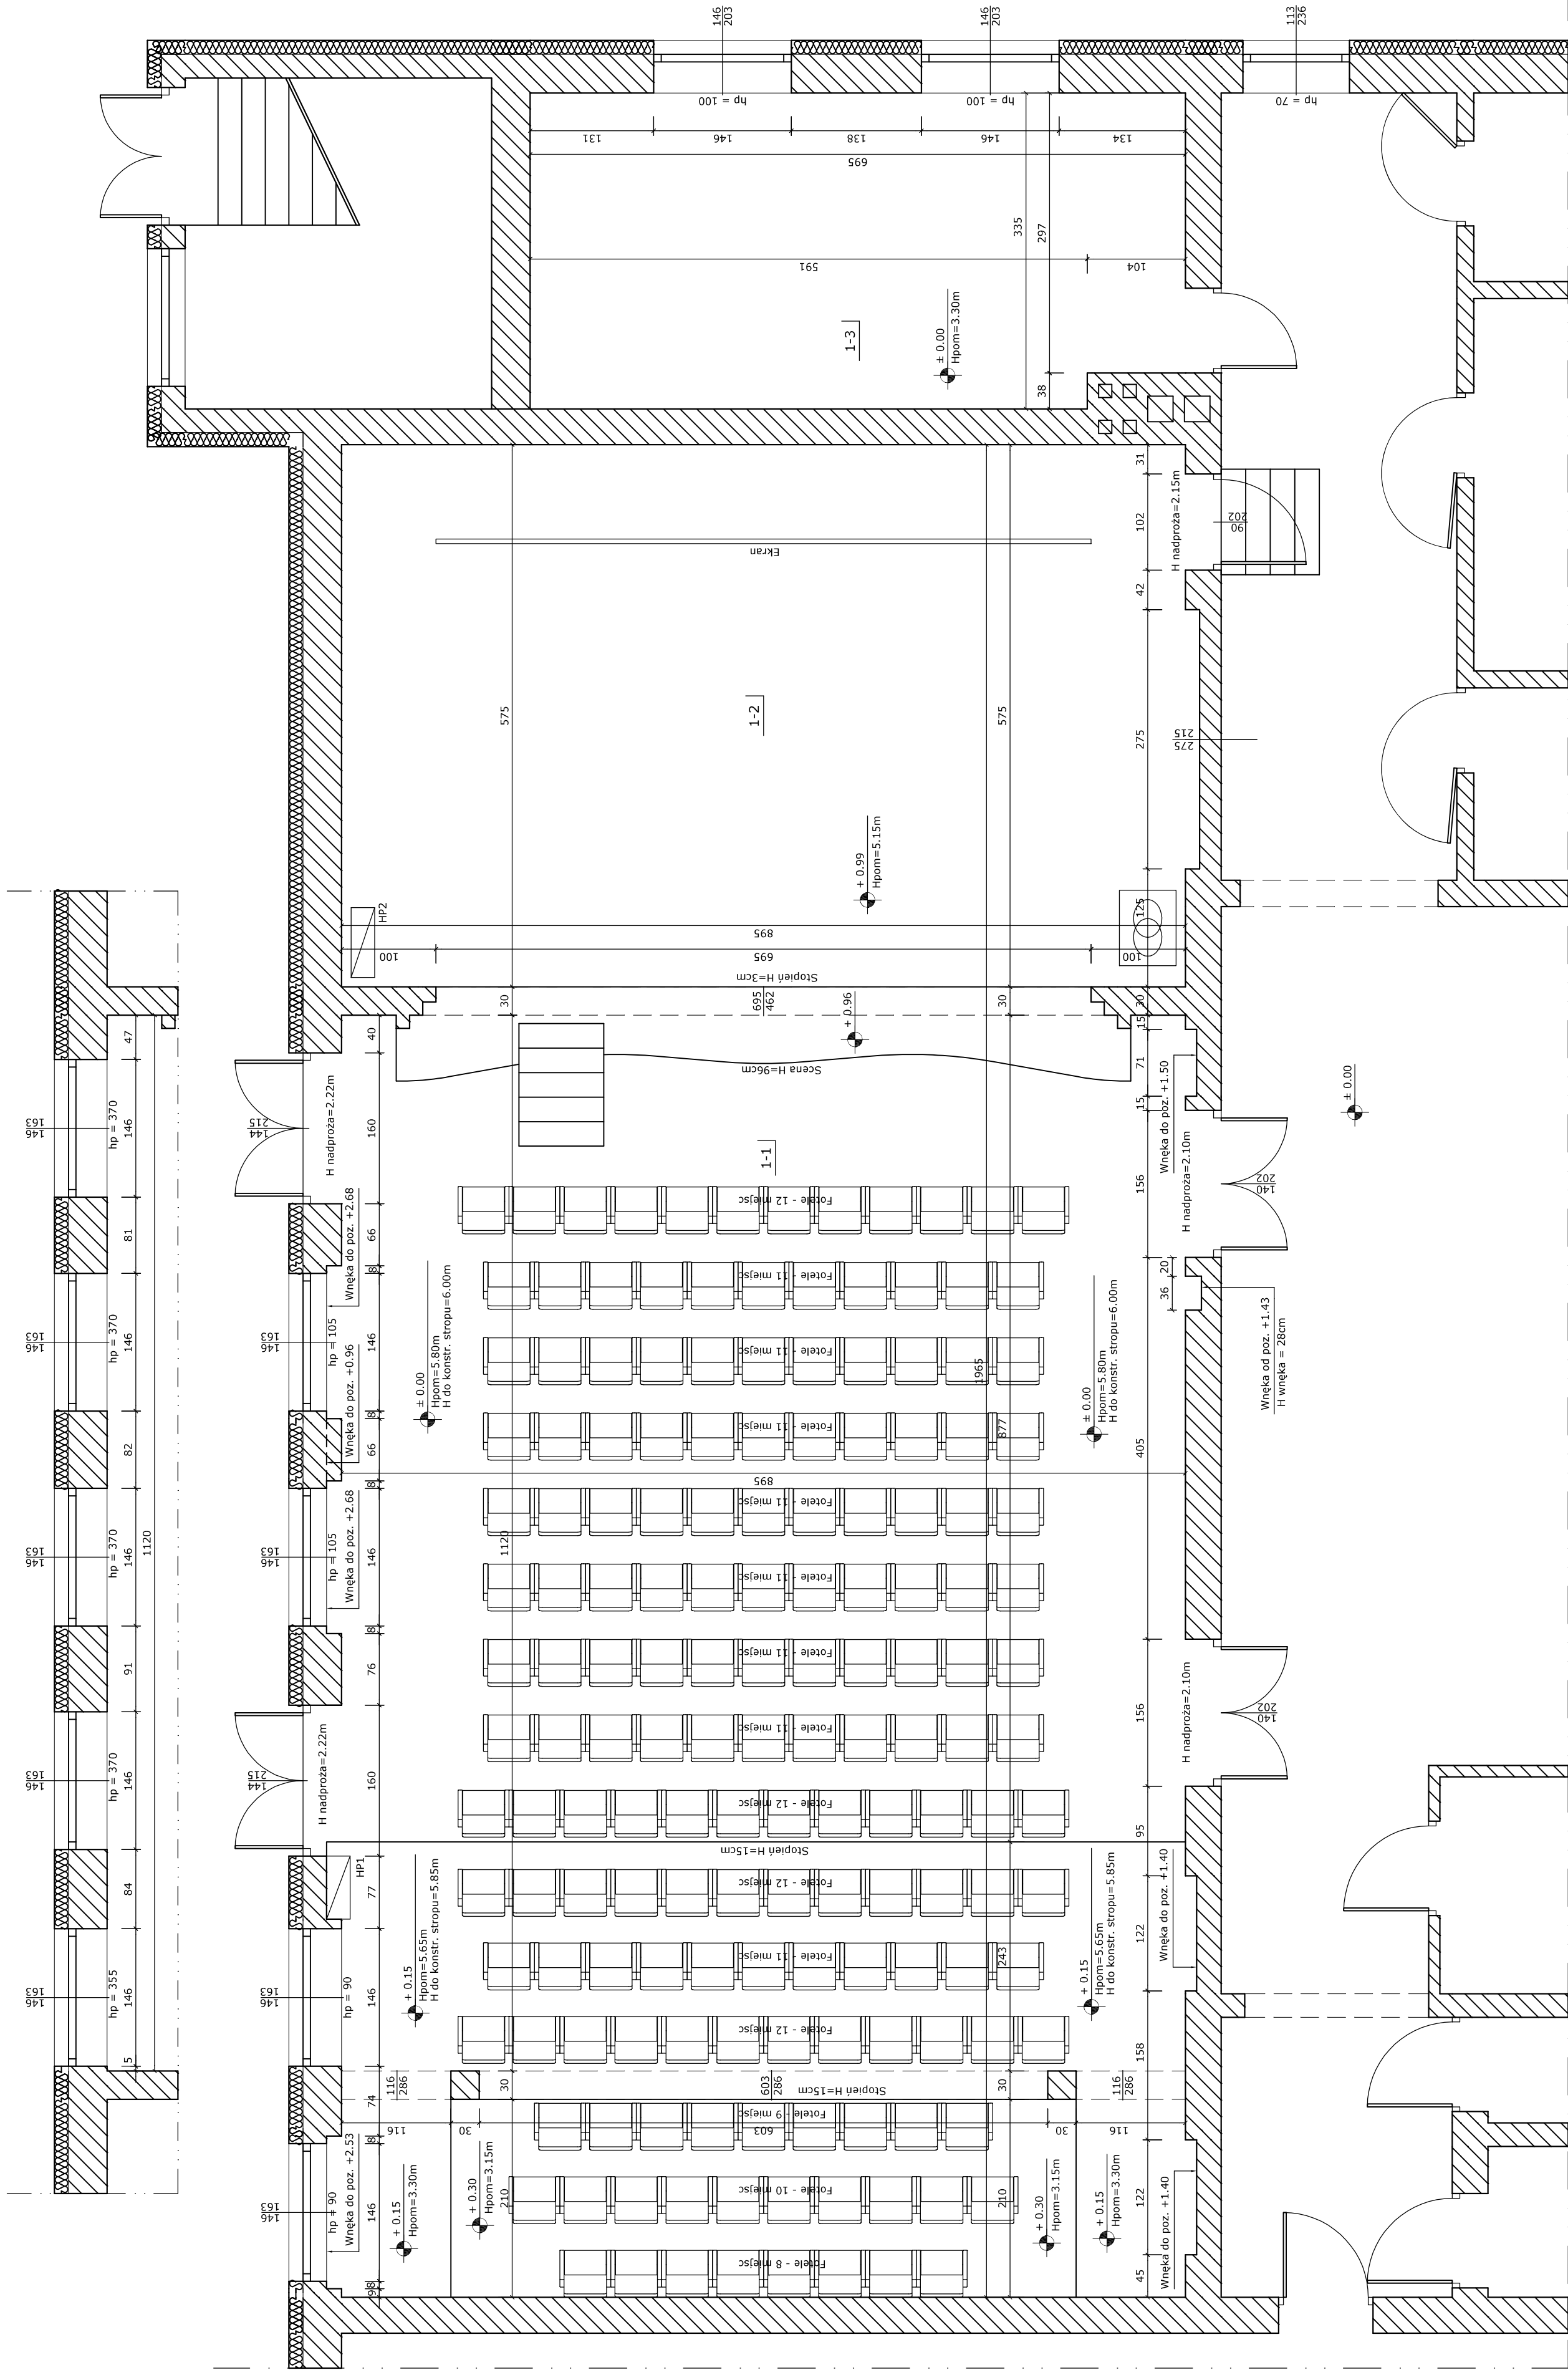 146
203
146
203
113
236
hp = 100
hp = 100
hp = 70
131
146
138
146
134
695
335
297
591
104
1-3
± 0.00
Hpom=3.30m
38
31
102
H nadproża=2.15m
90
202
42
Ekran
575
575
1-2
275
275
215
+ 0.99
Hpom=5.15m
HP2
125
895
100
695
100
Stopień H=3cm
30
695
462
30
30
+ 0.96
15
Scena H=96cm
71
15
Wnęka do poz. +1.50
± 0.00
1-1
47
146
163
hp = 370
146
81
146
163
hp = 370
146
82
146
163
hp = 370
146
1120
91
146
163
hp = 370
146
84
146
163
hp = 355
146
5
40
144
215
H nadproża=2.22m
160
66
Wnęka do poz. +2.68
8
146
163
hp = 105
146
Wnęka do poz. +0.96
8
66
8
146
163
hp = 105
146
Wnęka do poz. +2.68
8
76
144
215
H nadproża=2.22m
160
HP1
77
146
163
hp = 90
146
74
8
146
163
hp = 90
Wnęka do poz. +2.53
146
8
9
± 0.00
Hpom=5.80m
H do konstr. stropu=6.00m
± 0.00
Hpom=5.80m
H do konstr. stropu=6.00m
Fotele - 12 miejsc
Fotele - 11 miejsc
Fotele - 11 miejsc
Fotele - 11 miejsc
Fotele - 11 miejsc
Fotele - 11 miejsc
Fotele - 11 miejsc
Fotele - 11 miejsc
Fotele - 12 miejsc
Stopień H=15cm
Fotele - 12 miejsc
Fotele - 11 miejsc
Fotele - 12 miejsc
Stopień H=15cm
Fotele - 9 miejsc
Fotele - 10 miejsc
Fotele - 8 miejsc
1965
877
895
1120
243
156
H nadproża=2.10m
140
202
20
36
Wnęka od poz. +1.43
H wnęka = 28cm
405
156
H nadproża=2.10m
140
202
95
Wnęka do poz. +1.40
122
158
122
Wnęka do poz. +1.40
45
+ 0.15
Hpom=5.65m
H do konstr. stropu=5.85m
+ 0.15
Hpom=5.65m
H do konstr. stropu=5.85m
116
286
30
603
286
30
116
286
116
30
603
30
116
+ 0.15
Hpom=3.30m
+ 0.30
Hpom=3.15m
210
210
+ 0.30
Hpom=3.15m
+ 0.15
Hpom=3.30m